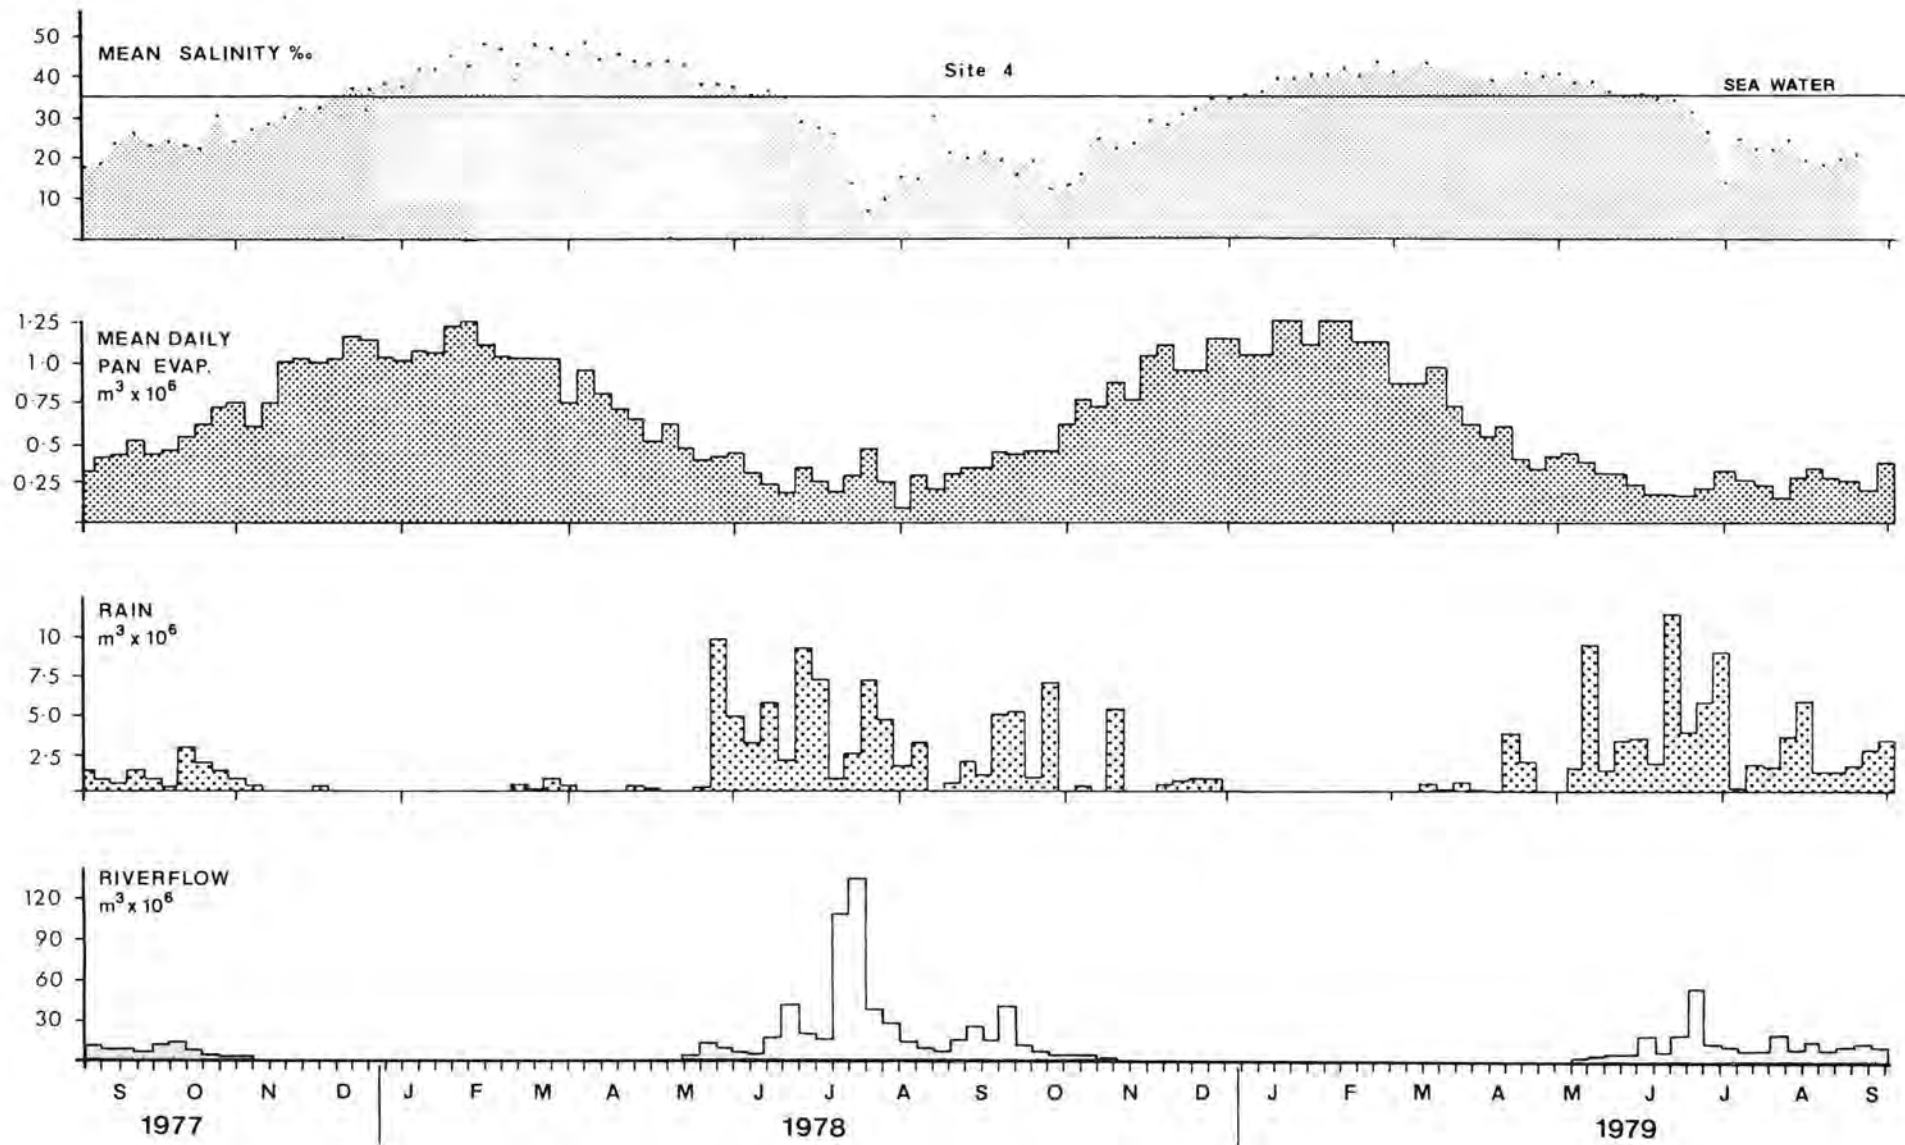 50
MEAN SALINITY ‰
40
Site 4
SEA WATER
30
20
10
1·25
MEAN DAILY
PAN EVAP.
m³ x 10⁶
1·0
0·75
0·5
0·25
RAIN
m³ x 10⁶
10
7·5
5·0
2·5
RIVERFLOW
m³ x 10⁶
120
90
60
30
S O N D J F M A M J J A S O N D J F M A M J J A S
1977 1978 1979